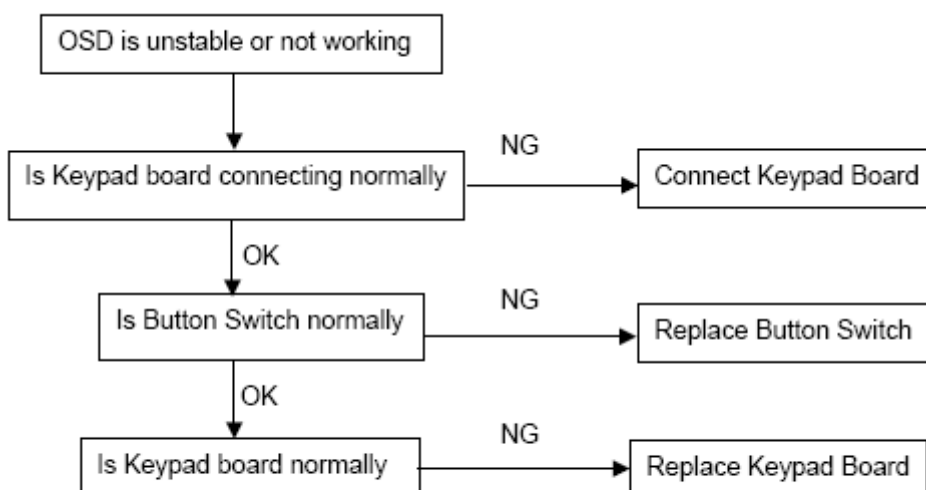 OSD is unstable or not working
NG
Is Keypad board connecting normally
Connect Keypad Board
OK
NG
Is Button Switch normally
Replace Button Switch
OK
NG
Is Keypad board normally
Replace Keypad Board